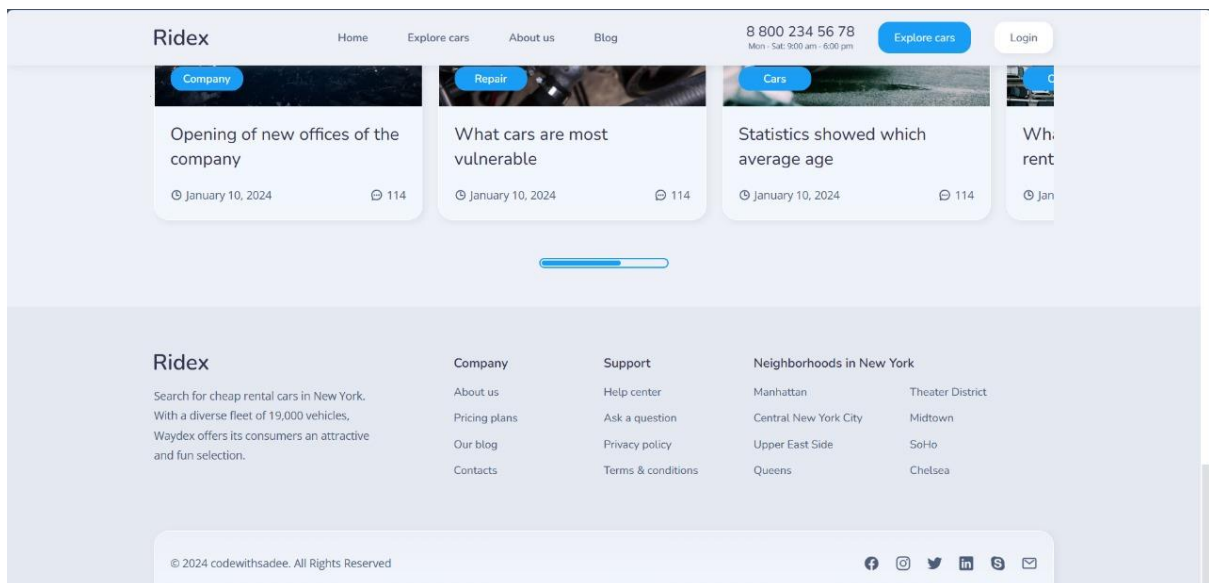 Ridex
Home
Explore cars
About us
Blog
8 800 234 56 78
Mon - Sat: 9:00 am - 6:00 pm
Explore cars
Login
Company
Opening of new offices of the
company
January 10, 2024
114
Repair
What cars are most
vulnerable
January 10, 2024
114
Cars
Statistics showed which
average age
January 10, 2024
114
Ridex
Search for cheap rental cars in New York.
With a diverse fleet of 19,000 vehicles,
Waydex offers its consumers an attractive
and fun selection.
Company
About us
Pricing plans
Our blog
Contacts
Support
Help center
Ask a question
Privacy policy
Terms & conditions
Neighborhoods in New York
Manhattan
Central New York City
Upper East Side
Queens
Theater District
Midtown
SoHo
Chelsea
© 2024 codewithsadee. All Rights Reserved